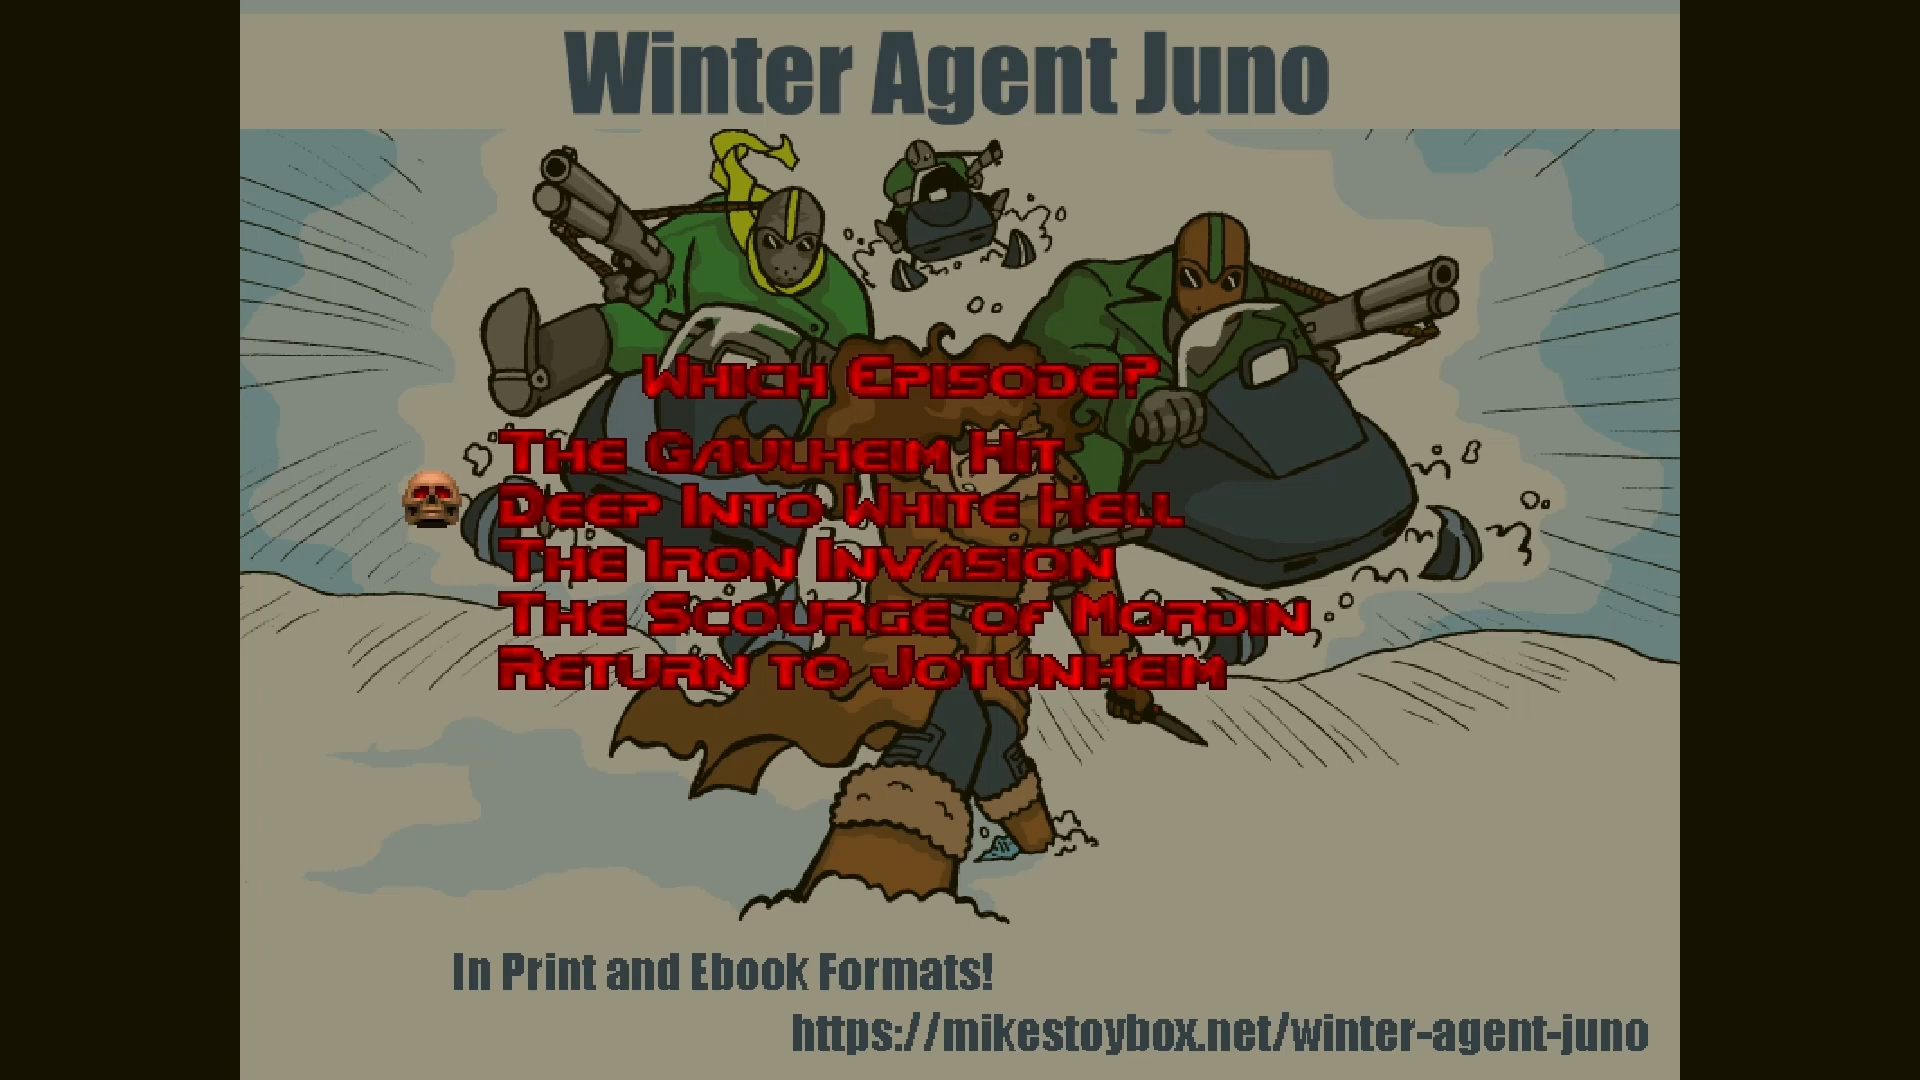 Winter Agent Juno
Which Episode?
The Gaulheim Hit
Deep Into White Hell
The Iron Invasion
The Scourge of Mordin
Return to Jotunheim
In Print and Ebook Formats!
https://mikestoybox.net/winter-agent-juno